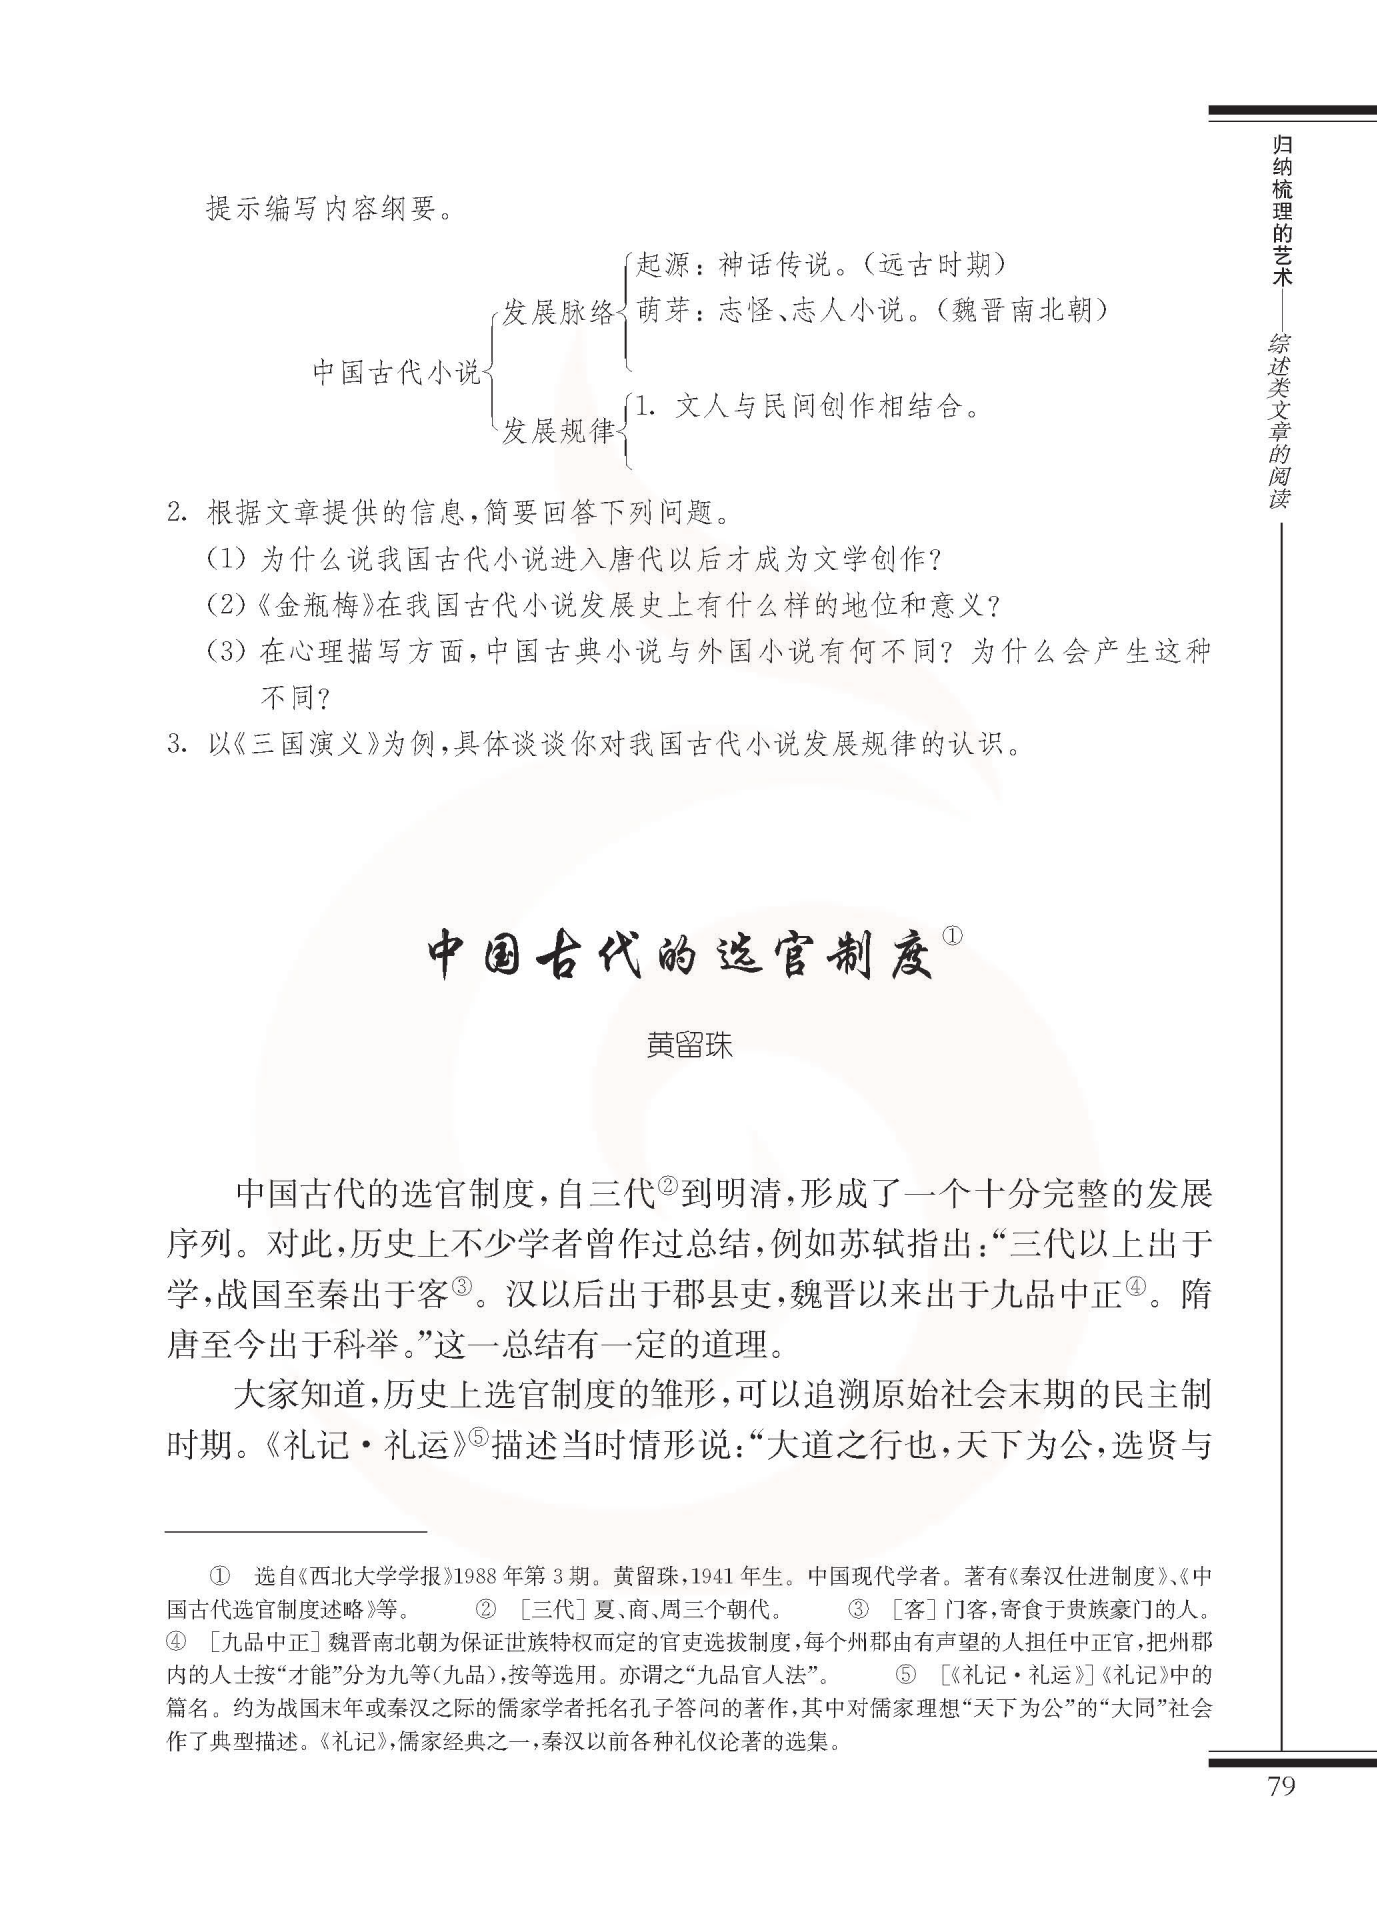 提示编写内容纲要。
起源：神话传说。（远古时期）
发展脉络
萌芽：志怪、志人小说。（魏晋南北朝）
中国古代小说
1. 文人与民间创作相结合。
发展规律
2. 根据文章提供的信息，简要回答下列问题。
（1）为什么说我国古代小说进入唐代以后才成为文学创作？
（2）《金瓶梅》在我国古代小说发展史上有什么样的地位和意义？
（3）在心理描写方面，中国古典小说与外国小说有何不同？为什么会产生这种
不同？
3. 以《三国演义》为例，具体谈谈你对我国古代小说发展规律的认识。
中国古代的选官制度①
黄留珠
中国古代的选官制度，自三代②到明清，形成了一个十分完整的发展
序列。对此，历史上不少学者曾作过总结，例如苏轼指出：“三代以上出于
学，战国至秦出于客③。汉以后出于郡县吏，魏晋以来出于九品中正④。隋
唐至今出于科举。”这一总结有一定的道理。
大家知道，历史上选官制度的雏形，可以追溯原始社会末期的民主制
时期。《礼记·礼运》⑤描述当时情形说：“大道之行也，天下为公，选贤与
① 选自《西北大学学报》1988年第3期。黄留珠，1941年生。中国现代学者。著有《秦汉仕进制度》、《中
国古代选官制度述略》等。 ② ［三代］夏、商、周三个朝代。 ③ ［客］门客，寄食于贵族豪门的人。
④ ［九品中正］魏晋南北朝为保证世族特权而定的官吏选拔制度，每个州郡由有声望的人担任中正官，把州郡
内的人士按“才能”分为九等（九品），按等选用。亦谓之“九品官人法”。 ⑤ ［《礼记·礼运》］《礼记》中的
篇名。约为战国末年或秦汉之际的儒家学者托名孔子答问的著作，其中对儒家理想“天下为公”的“大同”社会
作了典型描述。《礼记》，儒家经典之一，秦汉以前各种礼仪论著的选集。
归纳梳理的艺术——综述类文章的阅读
79